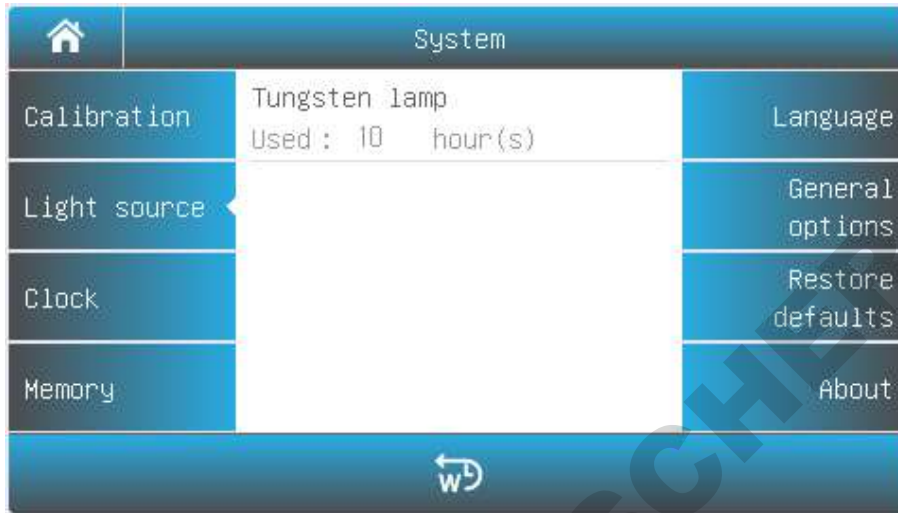 System
Calibration
Light source
Clock
Memory
Tungsten lamp
Used : 10 hour(s)
Language
General
options
Restore
defaults
About
W